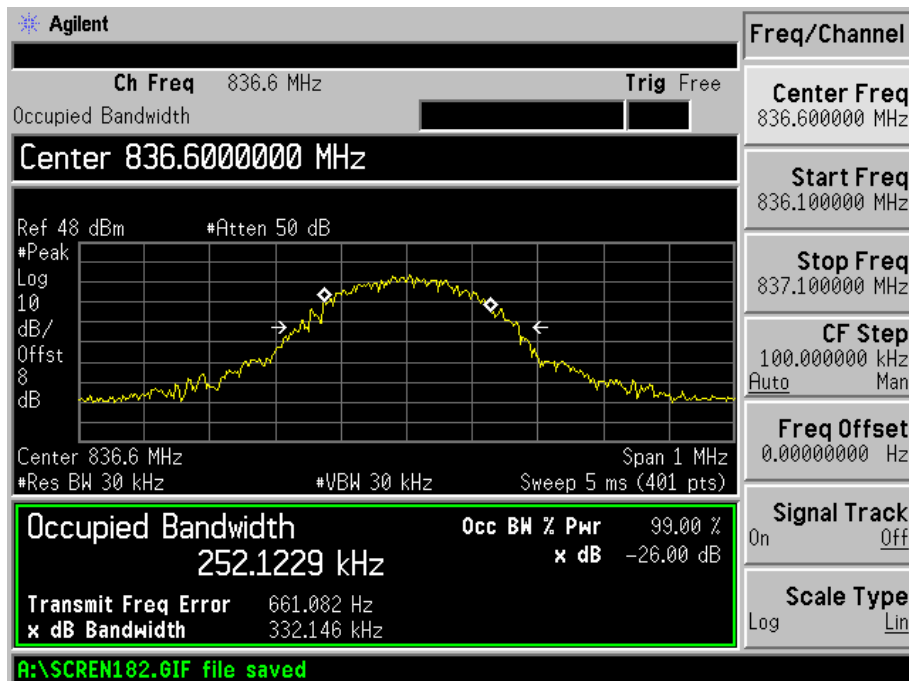 Agilent
Freq/Channel
Ch Freq 836.6 MHz Trig Free
Occupied Bandwidth
Center 836.6000000 MHz
Ref 48 dBm #Atten 50 dB
#Peak
Log
10
dB/
Offst
8
dB
Center 836.6 MHz Span 1 MHz
#Res BW 30 kHz #VBW 30 kHz Sweep 5 ms (401 pts)
Occupied Bandwidth Occ BW % Pwr 99.00 %
252.1229 kHz x dB -26.00 dB
Transmit Freq Error 661.082 Hz
x dB Bandwidth 332.146 kHz
A:\SCREN182.GIF file saved
Center Freq
836.600000 MHz
Start Freq
836.100000 MHz
Stop Freq
837.100000 MHz
CF Step
100.000000 kHz
Auto Man
Freq Offset
0.00000000 Hz
Signal Track
On Off
Scale Type
Log Lin